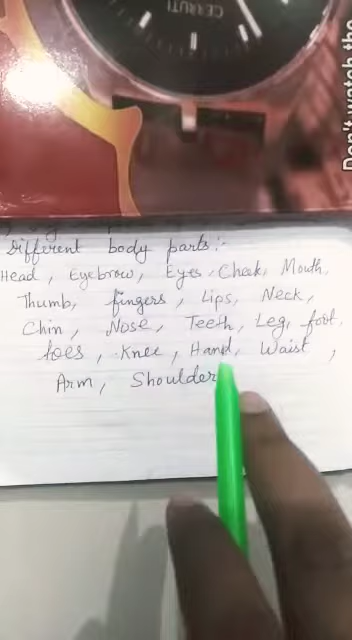 CERRUTI
Don't watch the
Different body parts:-
Head, Eyebrow, Eyes, Cheek, Mouth,
Thumb, fingers, Lips, Neck,
Chin, Nose, Teeth, Leg, foot,
toes, Knee, Hand, Waist,
Arm, Shoulder